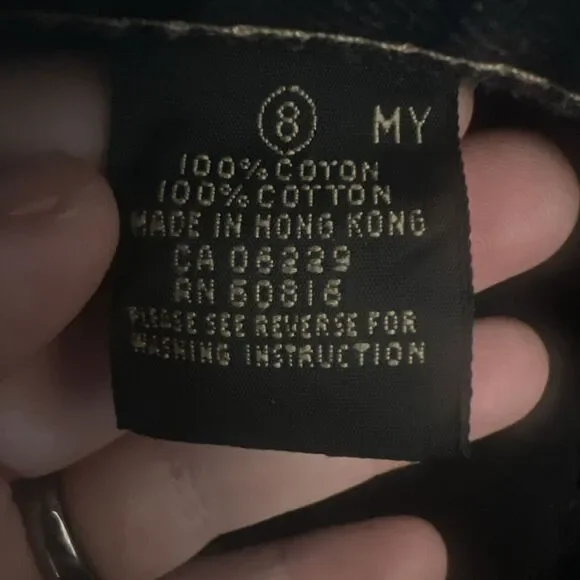 8 MY
100% COTON
100% COTTON
MADE IN HONG KONG
CA 06229
RN 60816
PLEASE SEE REVERSE FOR
WASHING INSTRUCTION